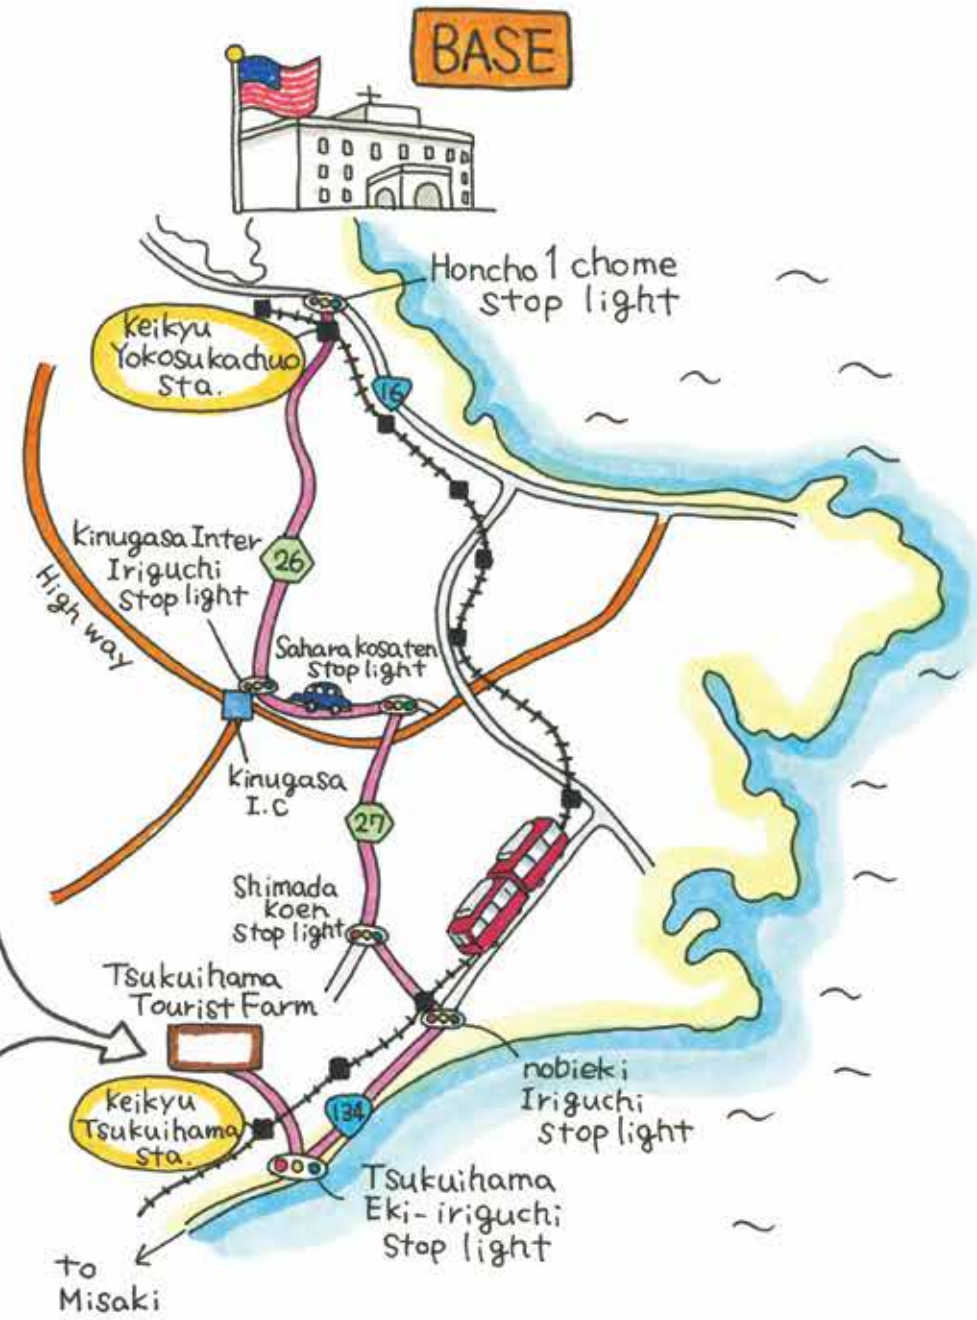 BASE
Honcho 1 chome
stop light
Keikyu
Yokosukachuo
Sta.
16
Kinugasa Inter
Iriguchi
Stop light
26
High way
Sahara kosaten
Stop light
Kinugasa
I.C
27
Shimada
Koen
Stop light
Tsukuihama
Tourist Farm
nobieki
Iriguchi
Stop light
Keikyu
Tsukuihama
Sta.
134
Tsukuihama
Eki-iriguchi
Stop light
to
Misaki